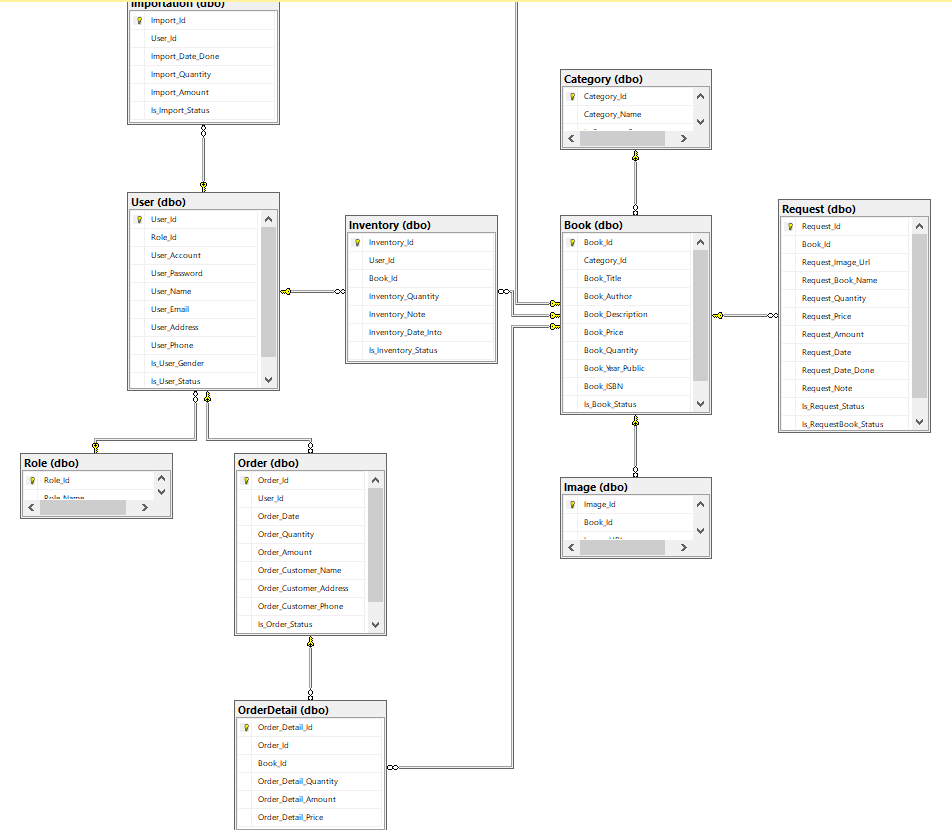 Importation (dbo)
Import_Id
User_Id
Import_Date_Done
Import_Quantity
Import_Amount
Is_Import_Status
Category (dbo)
Category_Id
Category_Name
User (dbo)
User_Id
Role_Id
User_Account
User_Password
User_Name
User_Email
User_Address
User_Phone
Is_User_Gender
Is_User_Status
Inventory (dbo)
Inventory_Id
User_Id
Book_Id
Inventory_Quantity
Inventory_Note
Inventory_Date_Into
Is_Inventory_Status
Book (dbo)
Book_Id
Category_Id
Book_Title
Book_Author
Book_Description
Book_Price
Book_Quantity
Book_Year_Public
Book_ISBN
Is_Book_Status
Request (dbo)
Request_Id
Book_Id
Request_Image_Url
Request_Book_Name
Request_Quantity
Request_Price
Request_Amount
Request_Date
Request_Date_Done
Request_Note
Is_Request_Status
Is_RequestBook_Status
Role (dbo)
Role_Id
Role_Name
Order (dbo)
Order_Id
User_Id
Order_Date
Order_Quantity
Order_Amount
Order_Customer_Name
Order_Customer_Address
Order_Customer_Phone
Is_Order_Status
Image (dbo)
Image_Id
Book_Id
OrderDetail (dbo)
Order_Detail_Id
Order_Id
Book_Id
Order_Detail_Quantity
Order_Detail_Amount
Order_Detail_Price